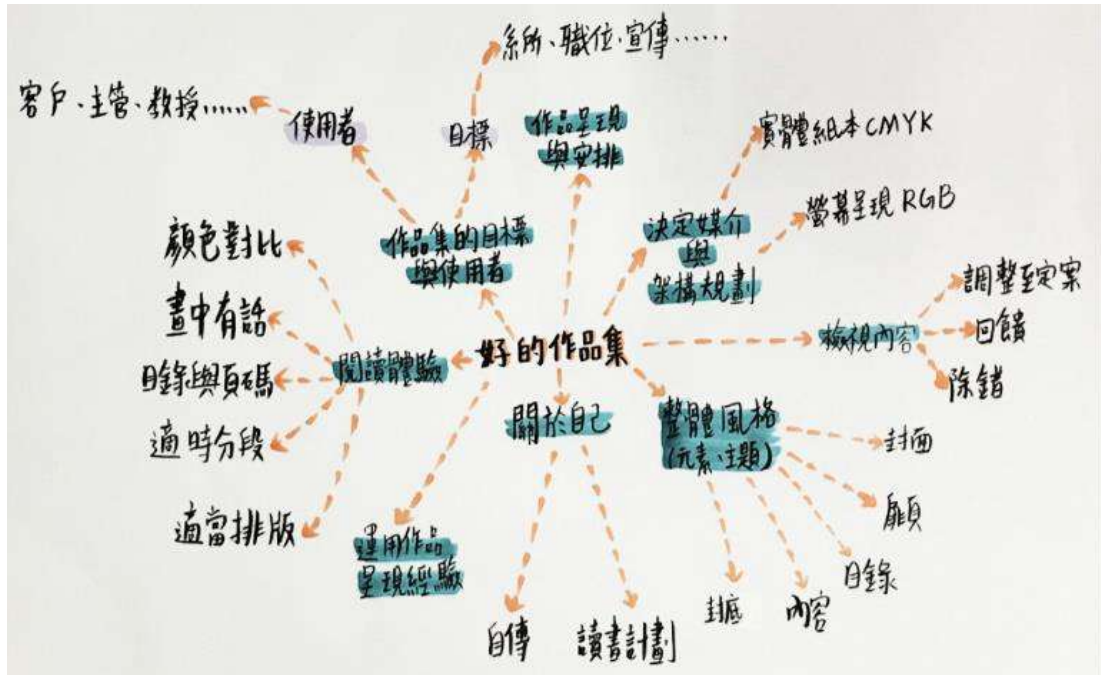 系所、職位、宣傳……
客戶、主管、教授……
使用者
目標
作品呈現
與安排
實體紙本CMYK
螢幕呈現RGB
決定媒介
與
架構規劃
作品集的目標
與使用者
顏色對比
畫中有話
目錄與頁碼
適時分段
適當排版
閱讀體驗
好的作品集
檢視內容
調整至定案
回饋
除錯
關於自己
整體風格
(元素、主題)
封面
扉頁
目錄
內容
封底
運用作品
呈現經驗
自傳
讀書計劃